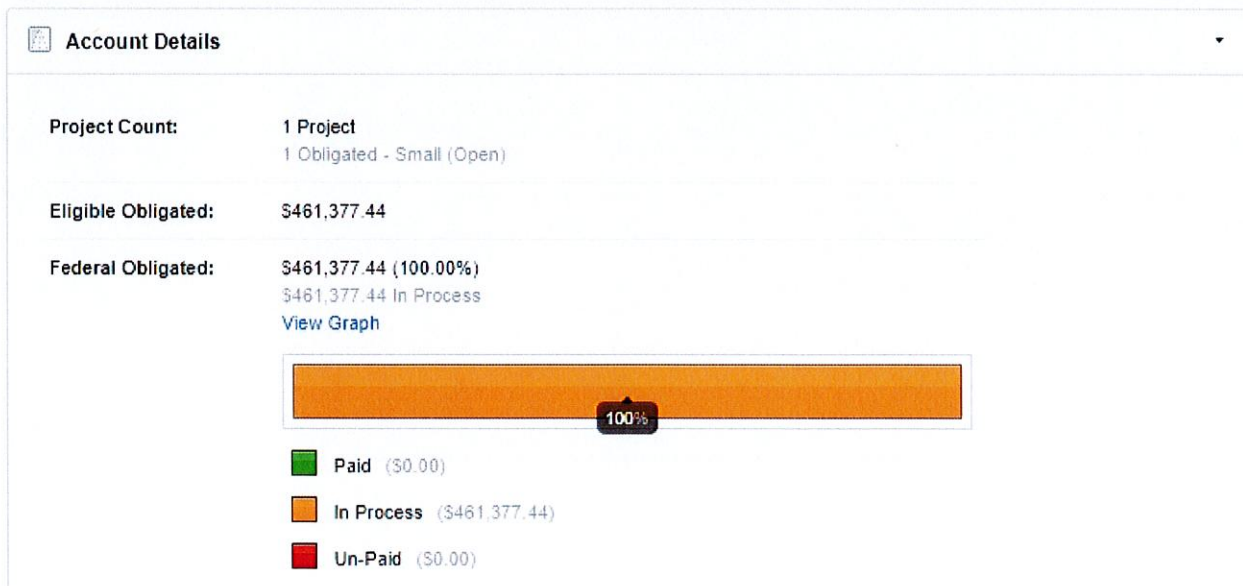 Account Details
Project Count: 1 Project
1 Obligated - Small (Open)
Eligible Obligated: $461,377.44
Federal Obligated: $461,377.44 (100.00%)
$461,377.44 In Process
View Graph
100%
Paid ($0.00)
In Process ($461,377.44)
Un-Paid ($0.00)